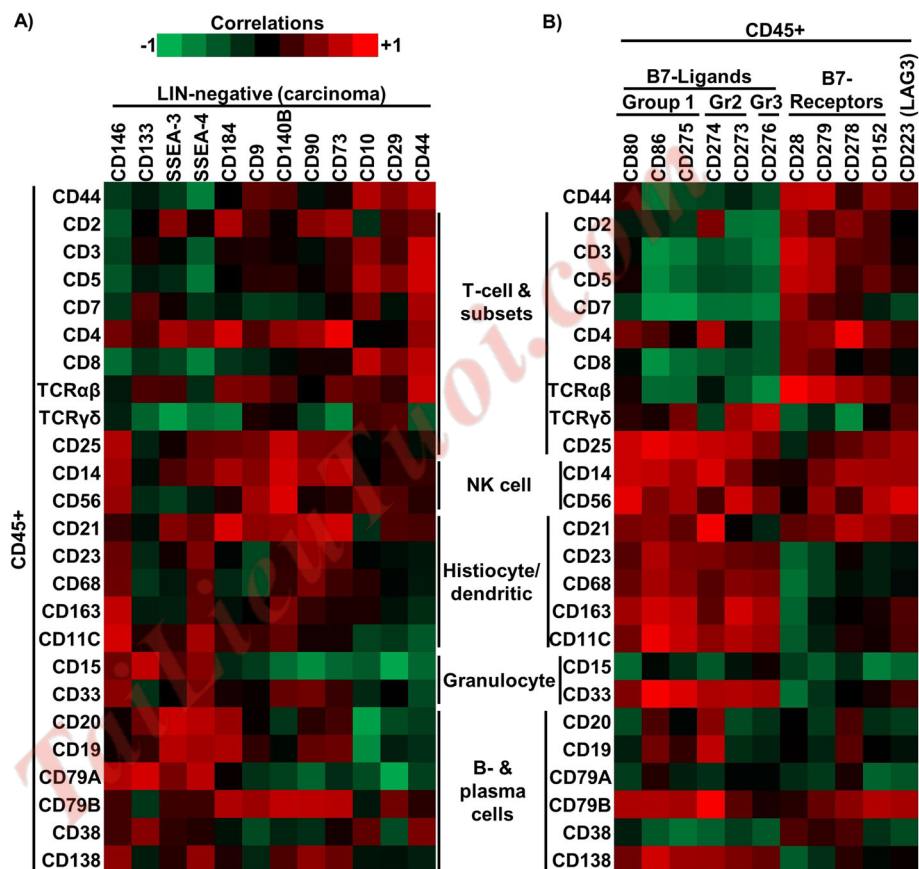 A)
Correlations
-1
+1
LIN-negative (carcinoma)
CD146
CD133
SSEA-3
SSEA-4
CD184
CD9
CD140B
CD90
CD73
CD10
CD29
CD44
CD45+
CD44
CD2
CD3
CD5
CD7
CD4
CD8
TCRαβ
TCRγδ
CD25
CD14
CD56
CD21
CD23
CD68
CD163
CD11C
CD15
CD33
CD20
CD19
CD79A
CD79B
CD38
CD138
T-cell &
subsets
NK cell
Histiocyte/
dendritic
Granulocyte
B- &
plasma
cells
B)
CD45+
B7-Ligands
B7-
Receptors
Group 1
Gr2
Gr3
CD80
CD86
CD275
CD274
CD273
CD276
CD28
CD279
CD278
CD152
CD223 (LAG3)
CD44
CD2
CD3
CD5
CD7
CD4
CD8
TCRαβ
TCRγδ
CD25
CD14
CD56
CD21
CD23
CD68
CD163
CD11C
CD15
CD33
CD20
CD19
CD79A
CD79B
CD38
CD138
TaiLieuTuoi.com